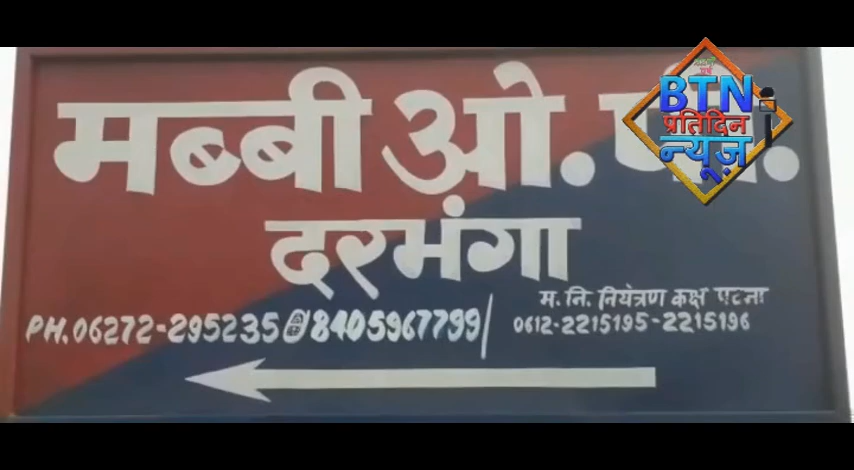 मब्बी ओ.
दरभंगा
म. नि. नियंत्रण कक्ष पटना
PH. 06272-295235 8405967799
0612-2215195-2215196
BTN
प्रतिदिन
न्यूज़